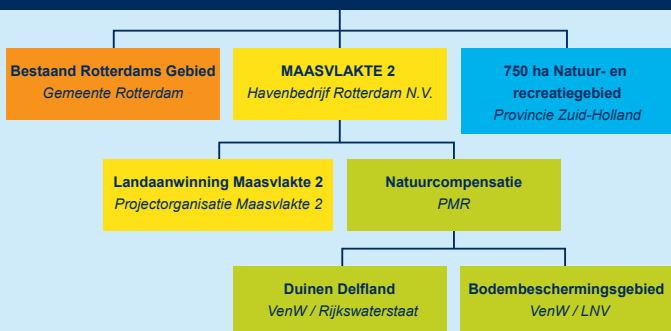 Bestaand Rotterdams Gebied
Gemeente Rotterdam
MAASVLAKTE 2
Havenbedrijf Rotterdam N.V.
750 ha Natuur- en
recreatiegebied
Provincie Zuid-Holland
Landaanwinning Maasvlakte 2
Projectorganisatie Maasvlakte 2
Natuurcompensatie
PMR
Duinen Delfland
VenW / Rijkswaterstaat
Bodembeschermingsgebied
VenW / LNV